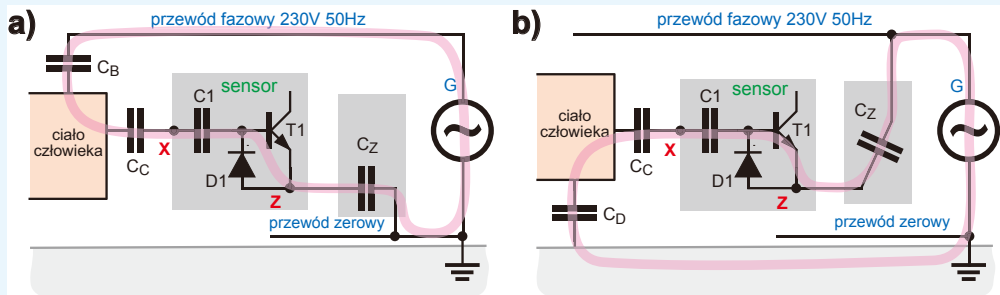 a)
przewód fazowy 230V 50Hz
CB
sensor
C1
G
ciało
człowieka
T1
CZ
X
CC
D1
Z
przewód zerowy
b)
przewód fazowy 230V 50Hz
sensor
G
C1
CZ
ciało
człowieka
T1
X
CC
D1
Z
CD
przewód zerowy